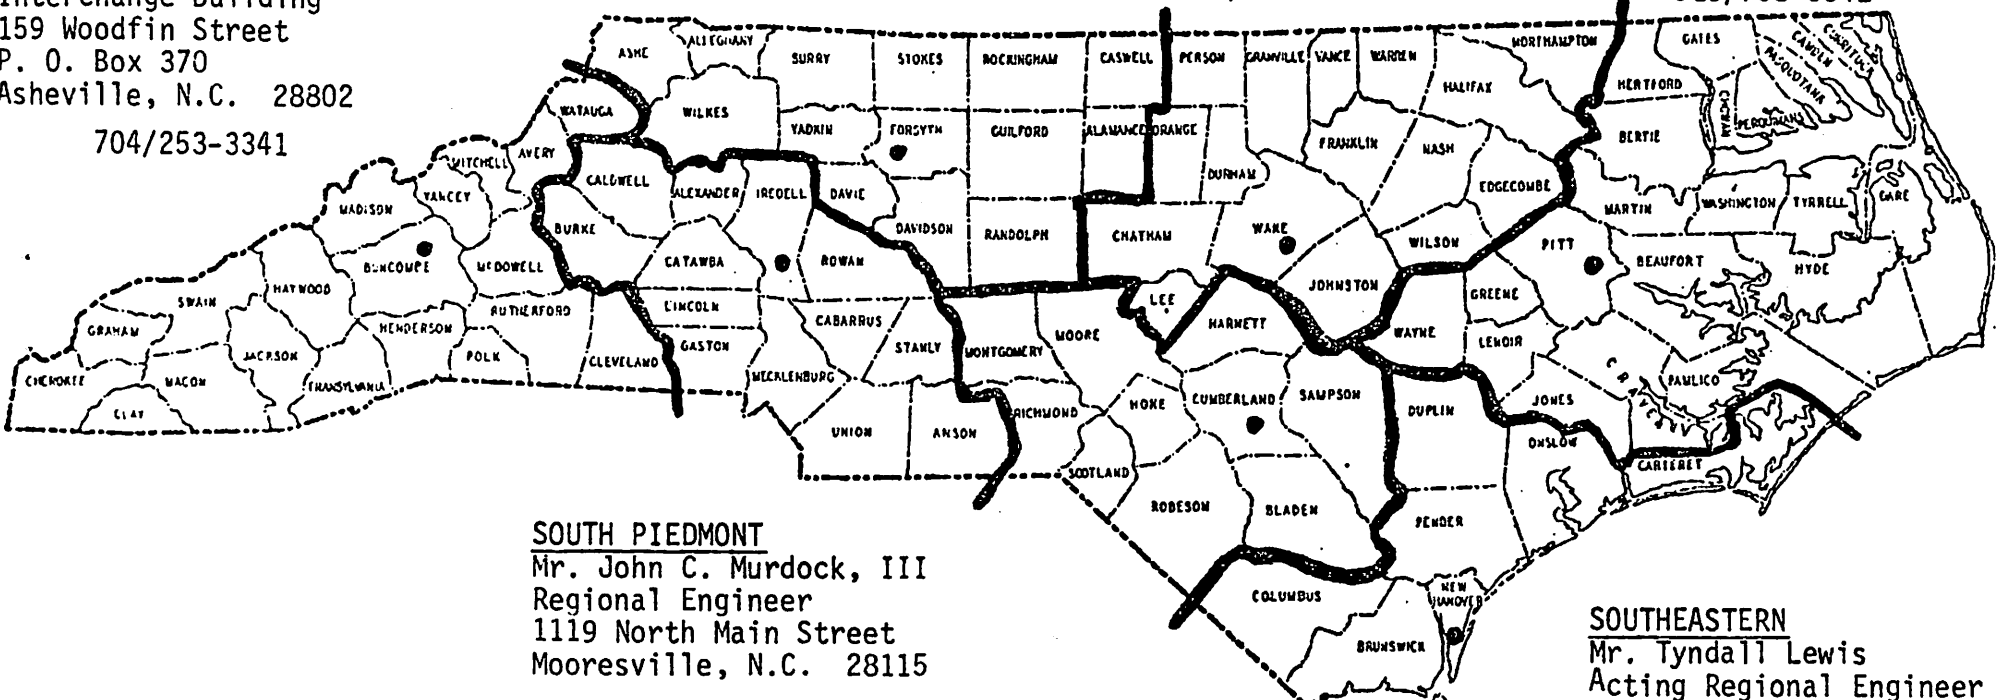 159 Woodfin Street
P. O. Box 370
Asheville, N.C. 28802
704/253-3341
ASHE
ALLEGHANY
SURRY
STOKES
ROCKINGHAM
CASWELL
PERSON
GRANVILLE
VANCE
WARREN
NORTHAMPTON
GATES
CAMDEN
CURRITUCK
PASQUOTANK
HERTFORD
HALIFAX
WATAUGA
WILKES
YADKIN
FORSYTH
GUILFORD
ALAMANCE
ORANGE
FRANKLIN
NASH
BERTIE
CHOWAN
PERQUIMANS
MITCHELL
AVERY
YANCEY
MADISON
CALDWELL
ALEXANDER
IREDELL
DAVIE
DURHAM
EDGECOMBE
MARTIN
WASHINGTON
TYRRELL
DARE
BURKE
DAVIDSON
RANDOLPH
CHATHAM
WAKE
WILSON
PITT
BUNCOMBE
McDOWELL
CATAWBA
ROWAN
BEAUFORT
HYDE
SWAIN
HAYWOOD
RUTHERFORD
LINCOLN
CABARRUS
LEE
JOHNSTON
GREENE
GRAHAM
HENDERSON
GASTON
STANLY
MONTGOMERY
MOORE
HARNETT
WAYNE
LENOIR
CHEROKEE
MACON
JACKSON
TRANSYLVANIA
POLK
CLEVELAND
MECKLENBURG
CRAVEN
PAMLICO
CLAY
UNION
ANSON
RICHMOND
HOKE
CUMBERLAND
SAMPSON
DUPLIN
JONES
ONSLOW
CARTERET
SCOTLAND
ROBESON
BLADEN
PENDER
COLUMBUS
NEW
HANOVER
BRUNSWICK
SOUTH PIEDMONT
Mr. John C. Murdock, III
Regional Engineer
1119 North Main Street
Mooresville, N.C. 28115
SOUTHEASTERN
Mr. Tyndall Lewis
Acting Regional Engineer